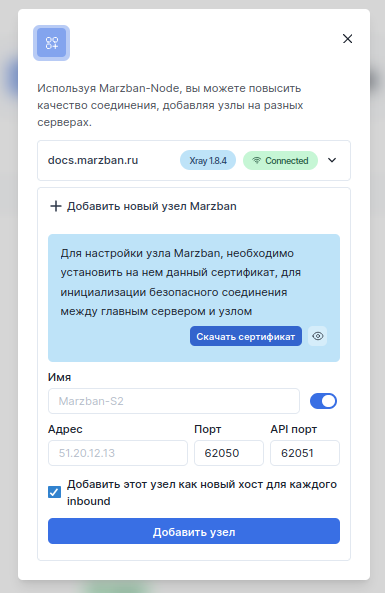 Используя Marzban-Node, вы можете повысить
качество соединения, добавляя узлы на разных
серверах.
docs.marzban.ru Xray 1.8.4 Connected
Добавить новый узел Marzban
Для настройки узла Marzban, необходимо
установить на нем данный сертификат, для
инициализации безопасного соединения
между главным сервером и узлом
Скачать сертификат
Имя
Marzban-S2
Адрес Порт API порт
51.20.12.13 62050 62051
Добавить этот узел как новый хост для каждого
inbound
Добавить узел